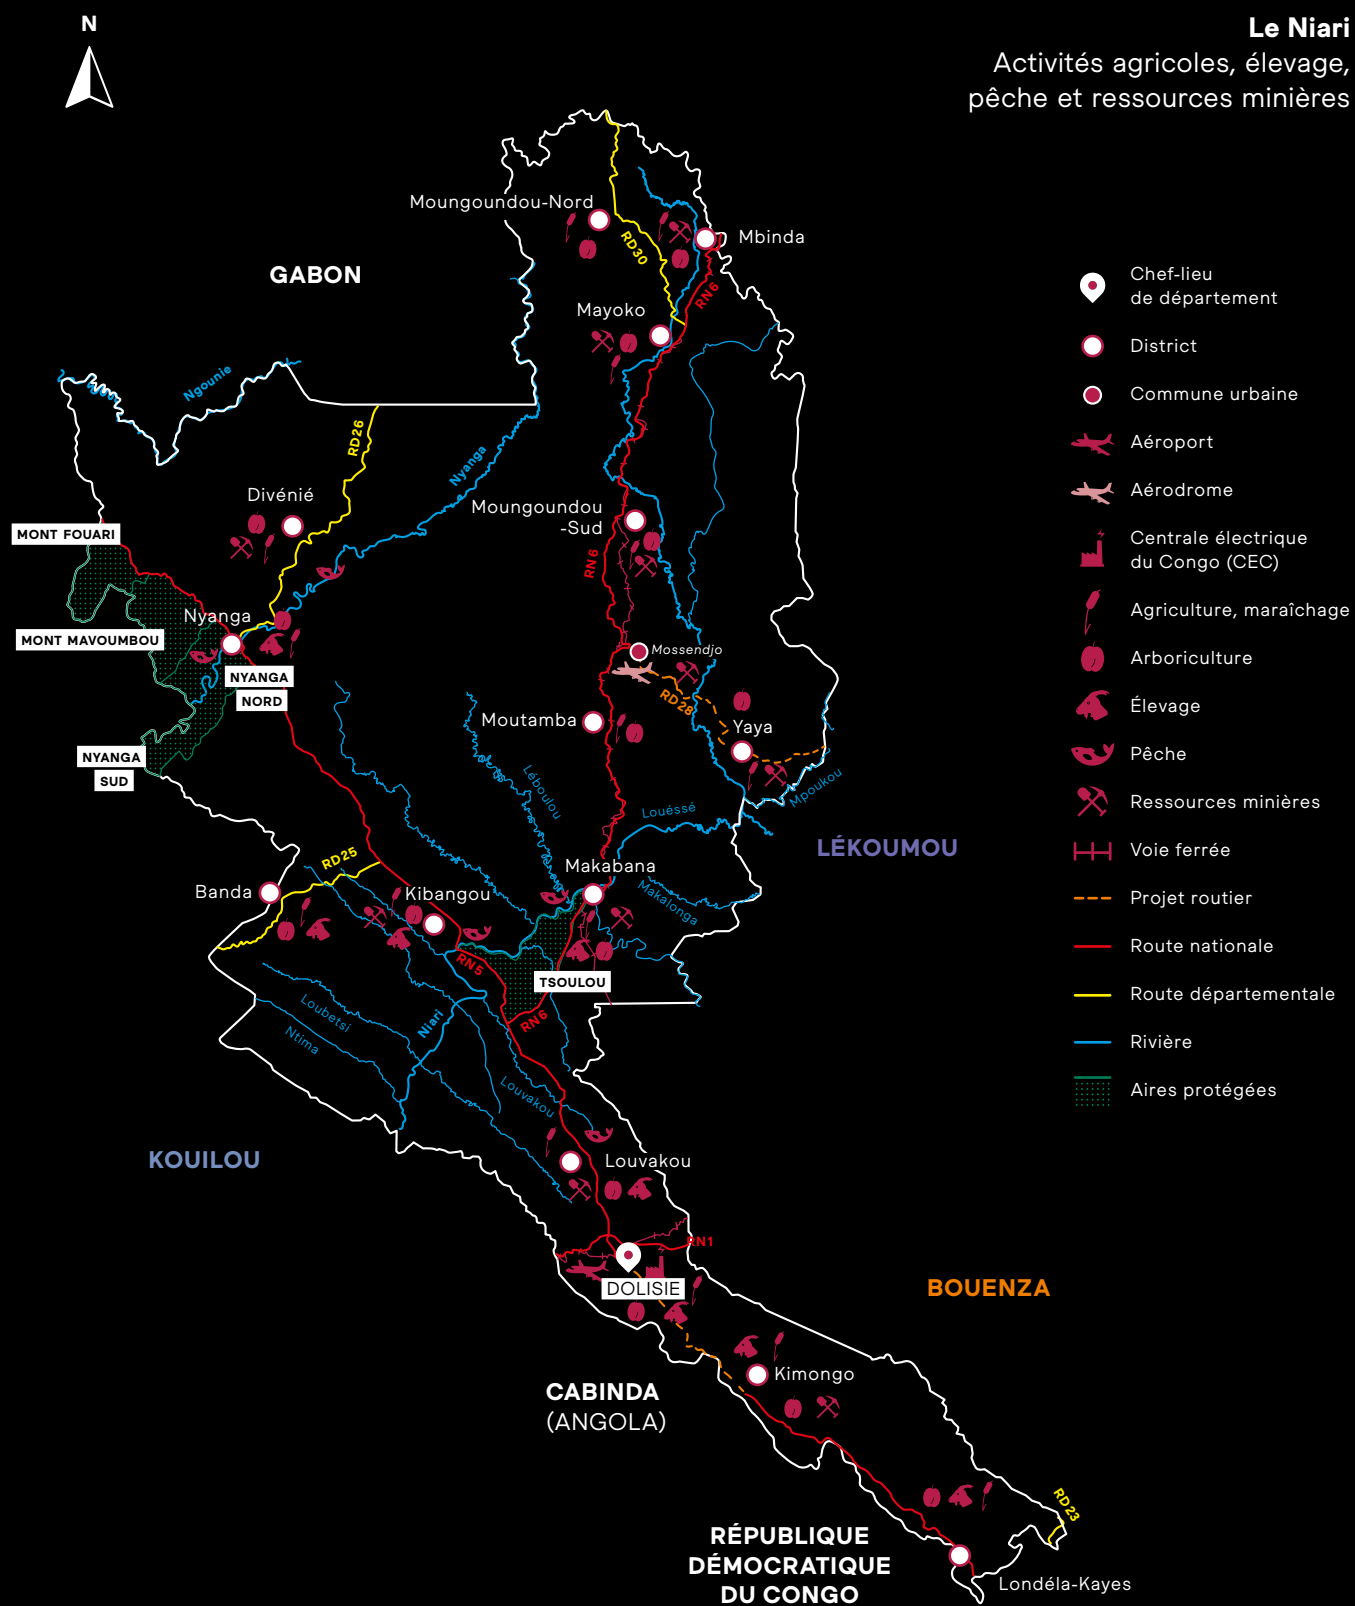 N
Le Niari
Activités agricoles, élevage,
pêche et ressources minières
Moungoundou-Nord
Mbinda
RD30
GABON
RN6
Mayoko
Ngounie
RD26
Nyanga
Divénié
Moungoundou
-Sud
MONT FOUARI
RN6
Nyanga
MONT MAVOUMBOU
Mossendjo
NYANGA
NORD
RD28
Moutamba
Yaya
NYANGA
SUD
Léboulou
Mpoukou
Louéssé
LÉKOUMOU
RD25
Makabana
Banda
Kibangou
Makalonga
RN5
TSOULOU
Loubetsi
Niari
RN6
Ntima
Louvakou
KOUILOU
Louvakou
RN1
DOLISIE
BOUENZA
Kimongo
CABINDA
(ANGOLA)
RD23
RÉPUBLIQUE
DÉMOCRATIQUE
DU CONGO
Londéla-Kayes
Chef-lieu
de département
District
Commune urbaine
Aéroport
Aérodrome
Centrale électrique
du Congo (CEC)
Agriculture, maraîchage
Arboriculture
Élevage
Pêche
Ressources minières
Voie ferrée
Projet routier
Route nationale
Route départementale
Rivière
Aires protégées